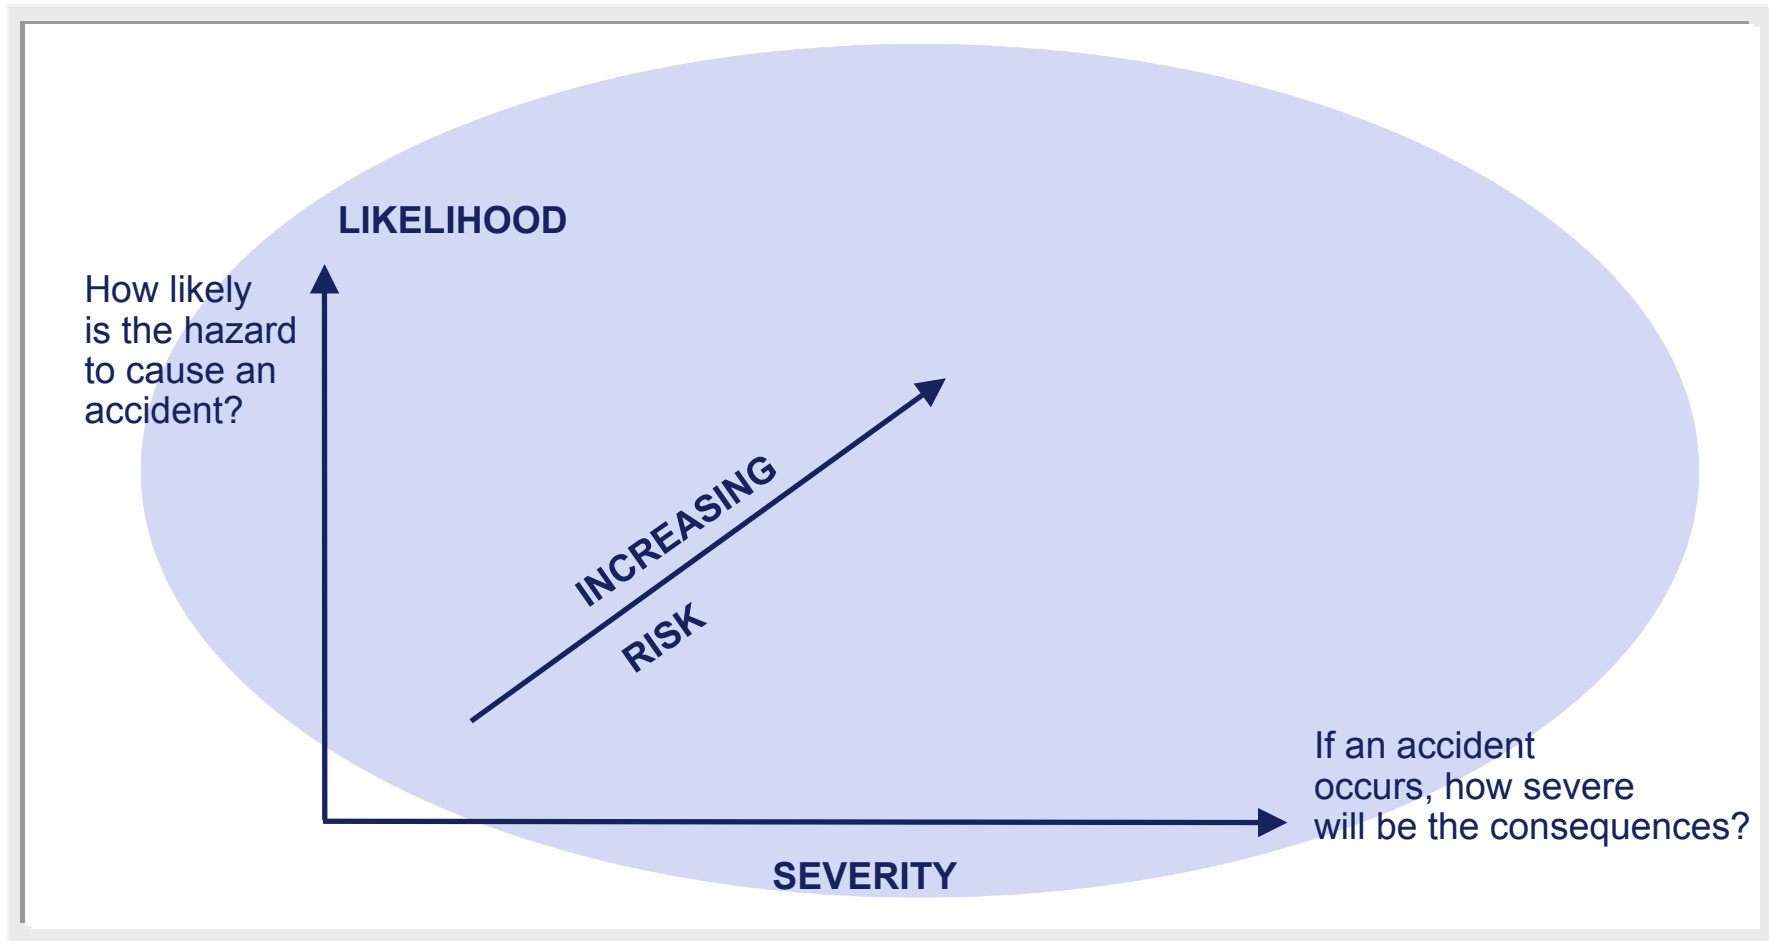 LIKELIHOOD
How likely
is the hazard
to cause an
accident?
INCREASING
RISK
If an accident
occurs, how severe
will be the consequences?
SEVERITY